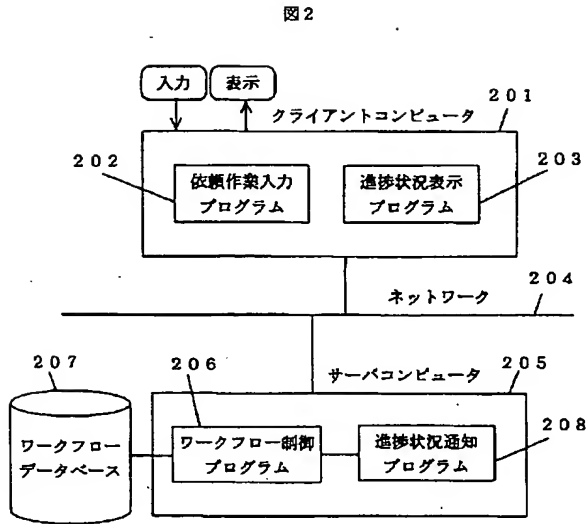 図2
入力
表示
クライアントコンピュータ
201
202
依頼作業入力
プログラム
進捗状況表示
プログラム
203
ネットワーク
204
207
206
サーバコンピュータ
205
ワークフロー
データベース
ワークフロー制御
プログラム
進捗状況通知
プログラム
208